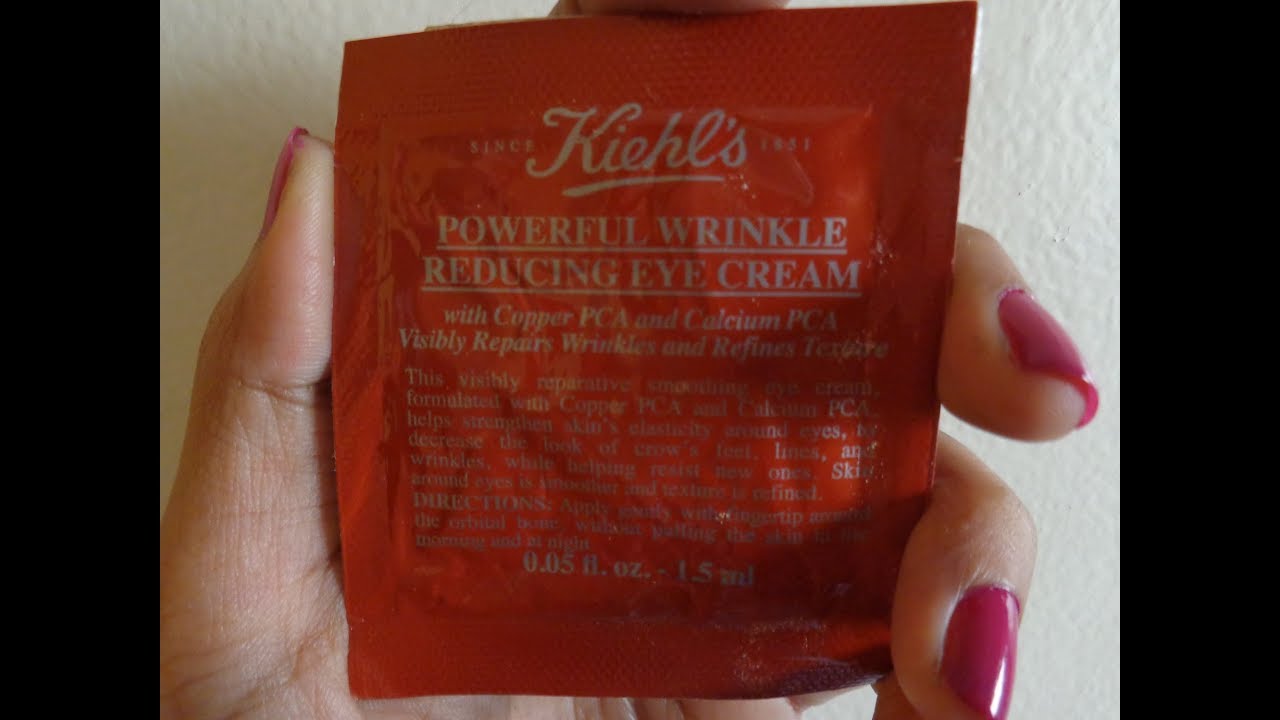 SINCE Kiehl's 1851
POWERFUL WRINKLE
REDUCING EYE CREAM
with Copper PCA and Calcium PCA
Visibly Repairs Wrinkles and Refines Texture
This visibly reparative smoothing eye cream,
formulated with Copper PCA and Calcium PCA,
helps strengthen skin's elasticity around eyes, to
decrease the look of crow's feet, lines, and
wrinkles, while helping resist new ones. Skin
around eyes is smoother and texture is refined.
DIRECTIONS: Apply gently with fingertip around
the orbital bone, without pulling the skin in the
morning and at night
0.05 fl. oz. - 1.5 ml